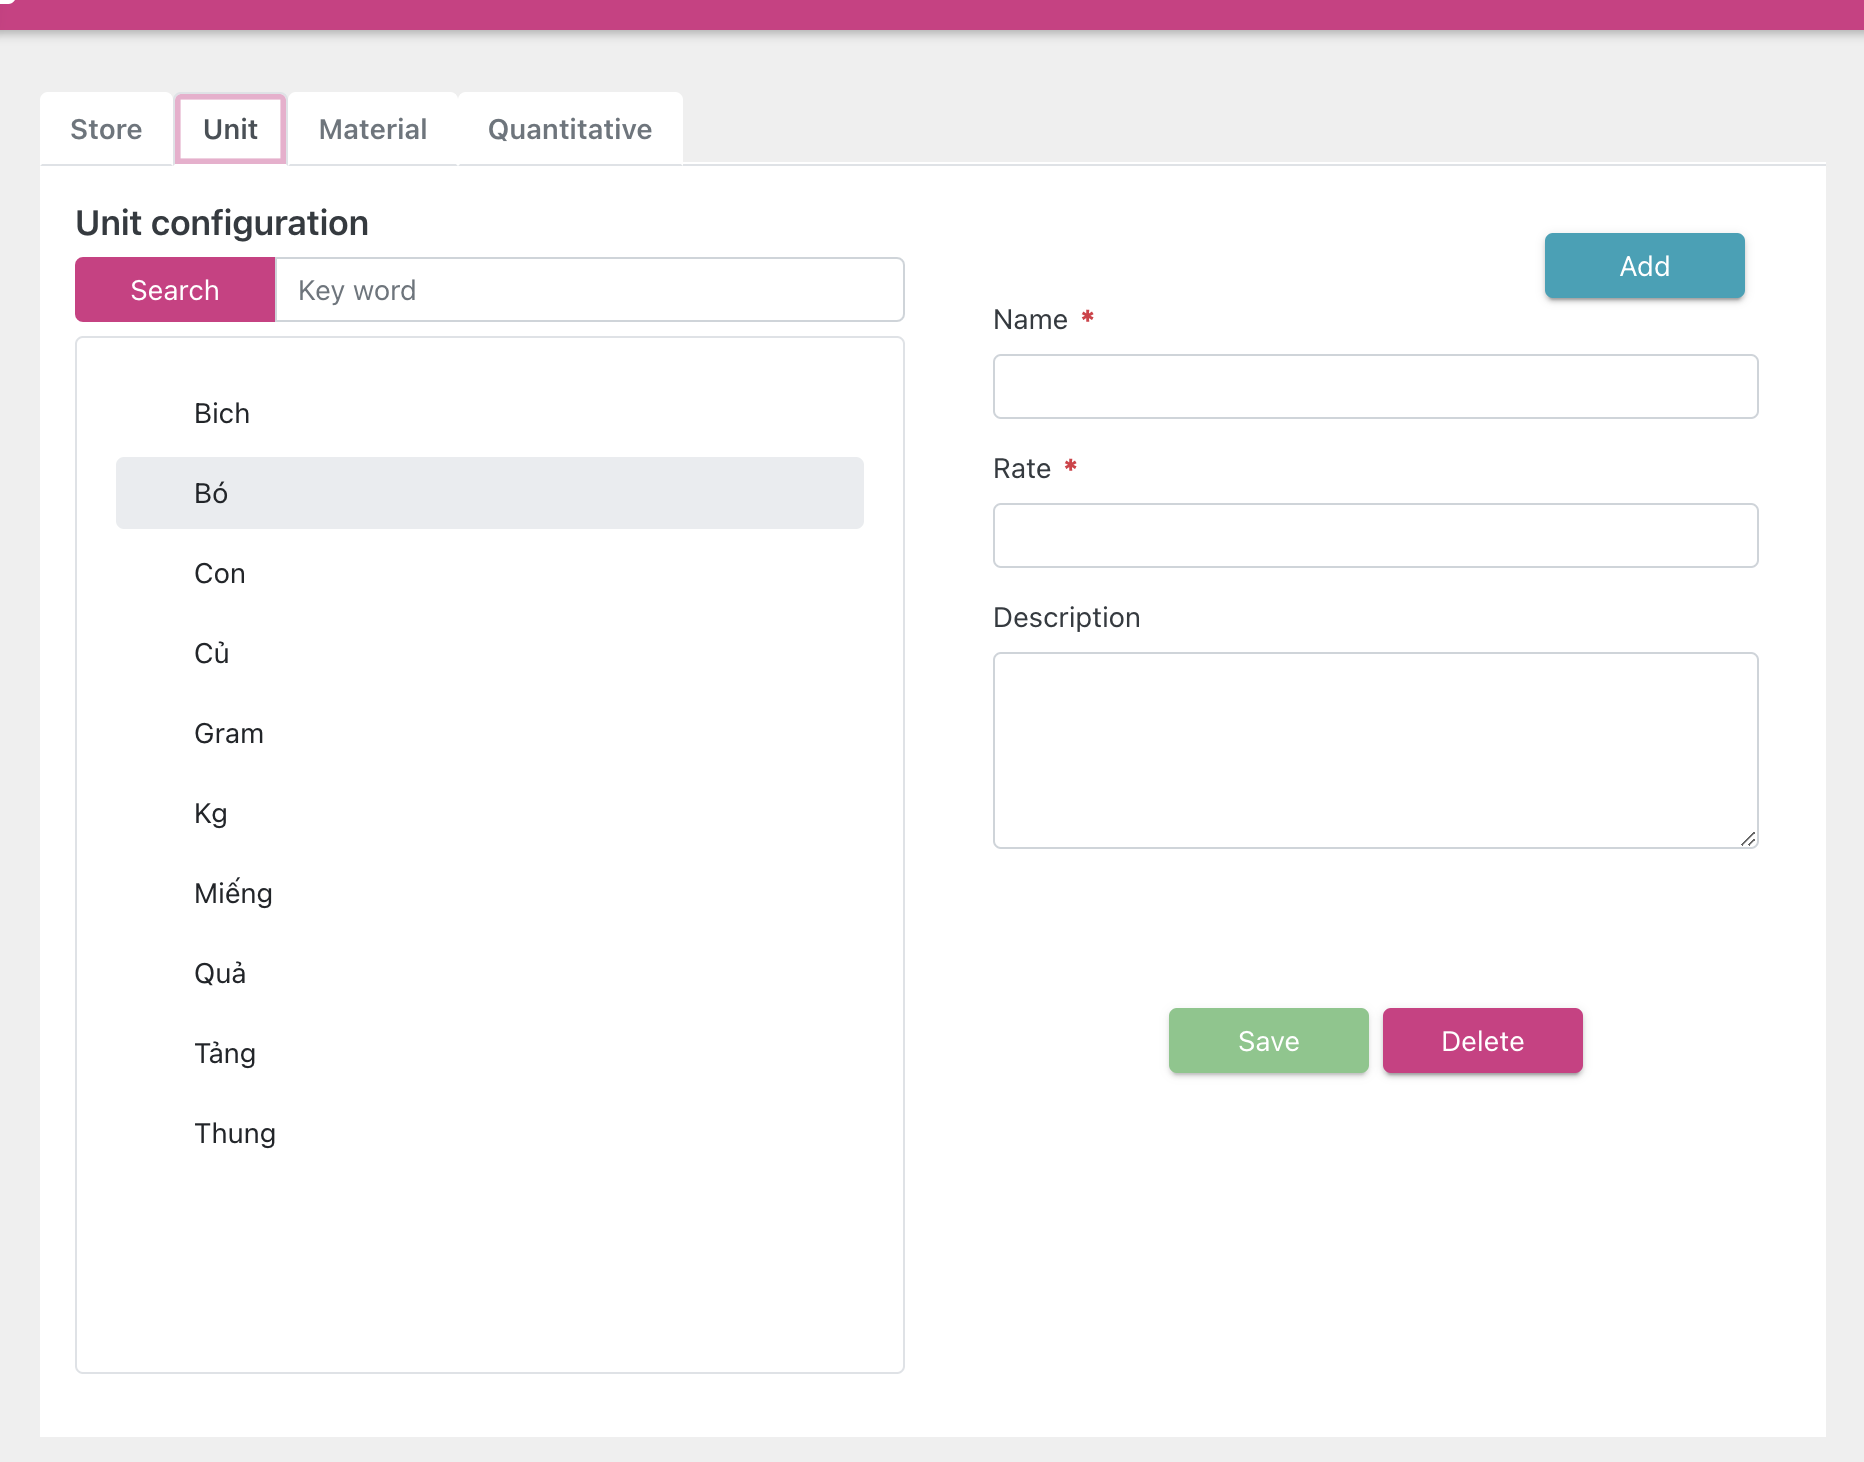 Store Unit Material Quantitative
Unit configuration
Search Key word
Bich
Bó
Con
Củ
Gram
Kg
Miếng
Quả
Tảng
Thung
Add
Name *
Rate *
Description
Save Delete